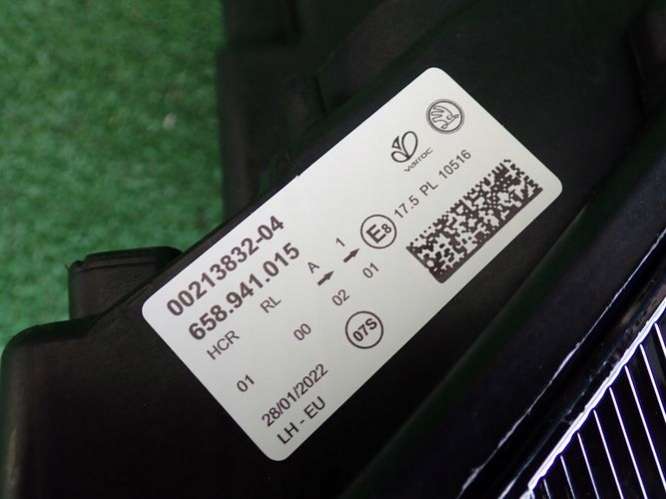 varroc
00213832-04
658.941.015
HCR RL A 1 E8 17.5 PL 10516
01 00 02 01
07S
28/01/2022
LH - EU